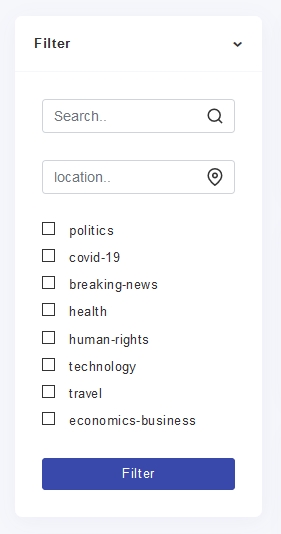 Filter
Search..
location..
politics
covid-19
breaking-news
health
human-rights
technology
travel
economics-business
Filter